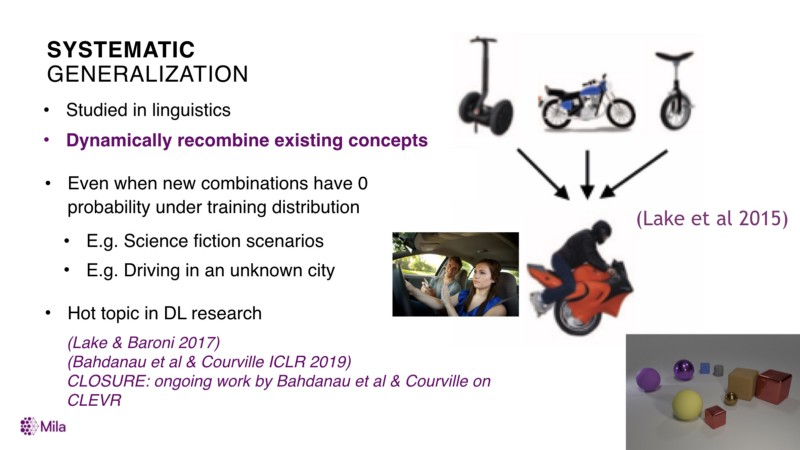 SYSTEMATIC
GENERALIZATION
• Studied in linguistics
• Dynamically recombine existing concepts
• Even when new combinations have 0
probability under training distribution
• E.g. Science fiction scenarios
• E.g. Driving in an unknown city
• Hot topic in DL research
(Lake & Baroni 2017)
(Bahdanau et al & Courville ICLR 2019)
CLOSURE: ongoing work by Bahdanau et al & Courville on
CLEVR
(Lake et al 2015)
Mila